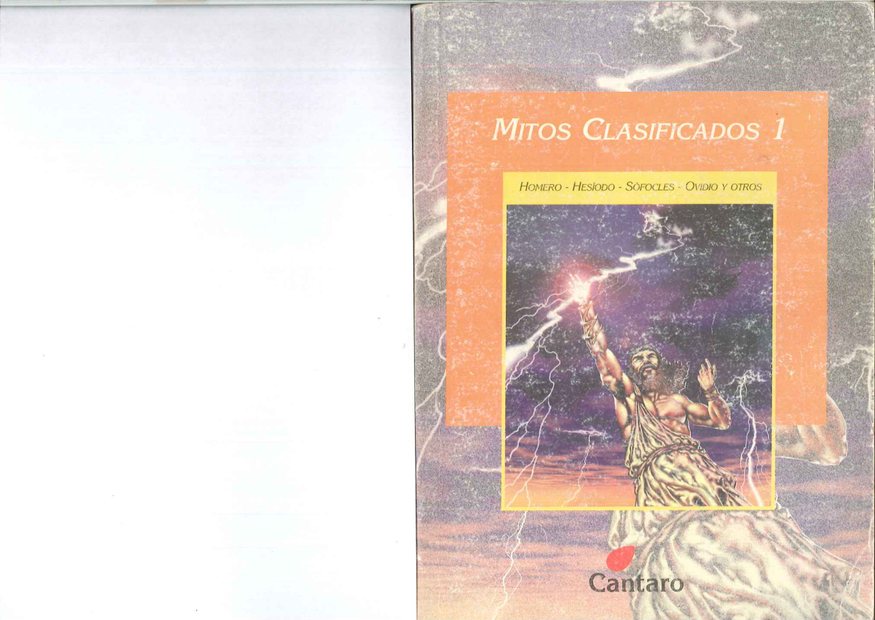 MITOS CLASIFICADOS 1
HOMERO - HESÍODO - SÓFOCLES - OVIDIO Y OTROS
Cantaro